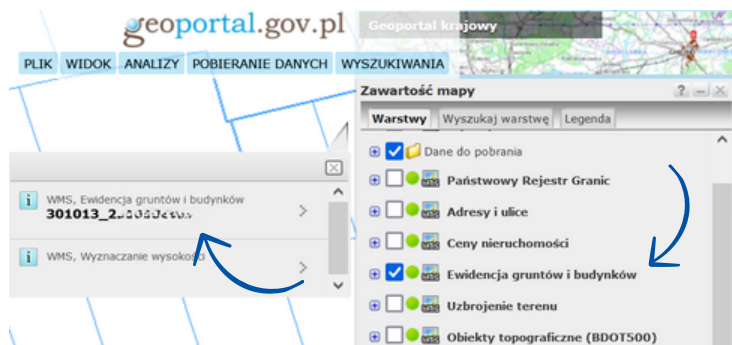 geoportal.gov.pl
Geoportal krajowy
PLIK WIDOK ANALIZY POBIERANIE DANYCH WYSZUKIWANIA
Zawartość mapy
Warstwy Wyszukaj warstwę Legenda
Dane do pobrania
Państwowy Rejestr Granic
Adresy i ulice
Ceny nieruchomości
Ewidencja gruntów i budynków
Uzbrojenie terenu
Obiekty topograficzne (BDOT500)
WMS, Ewidencja gruntów i budynków
WMS, Wyznaczanie wysokości